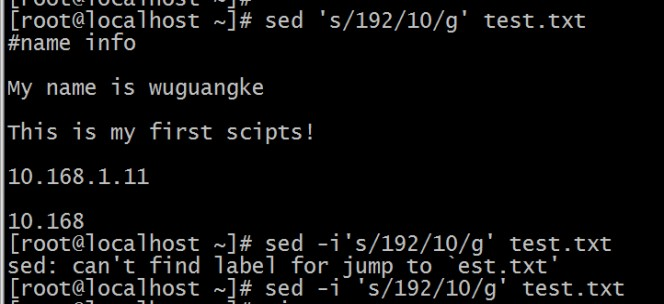 [root@localhost ~]#
[root@localhost ~]# sed 's/192/10/g' test.txt
#name info
My name is wuguangke
This is my first scipts!
10.168.1.11
10.168
[root@localhost ~]# sed -i's/192/10/g' test.txt
sed: can't find label for jump to `est.txt'
[root@localhost ~]# sed -i 's/192/10/g' test.txt